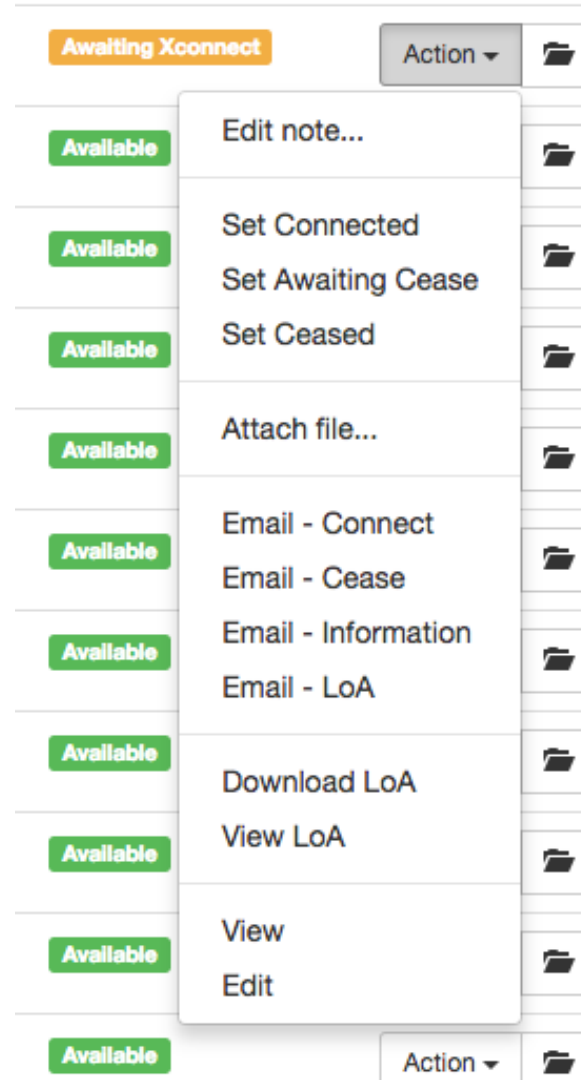 Awaiting Xconnect Action
Available Edit note...
Available Set Connected
Set Awaiting Cease
Available Set Ceased
Available Attach file...
Available Email - Connect
Available Email - Cease
Email - Information
Available Email - LoA
Available Download LoA
Available View LoA
Available View
Edit
Available Action